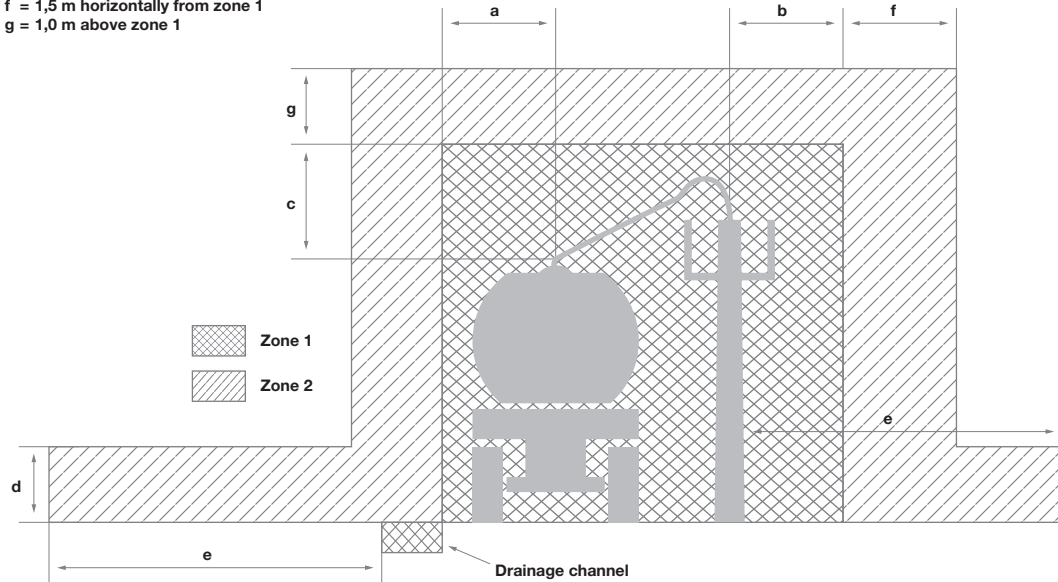 f = 1,5 m horizontally from zone 1
g = 1,0 m above zone 1
a
b
f
g
c
Zone 1
Zone 2
e
d
e
Drainage channel